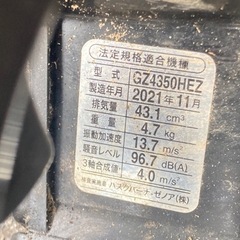 法定規格適合機種
型式 GZ4350HEZ
製造年月 2021年11月
排気量 43.1 cm³
重量 4.7 kg
振動加速度 13.7 m/s²
騒音レベル 96.7 dB(A)
3軸合成値 4.0 m/s²
ハスクバーナ・ゼノア(株)